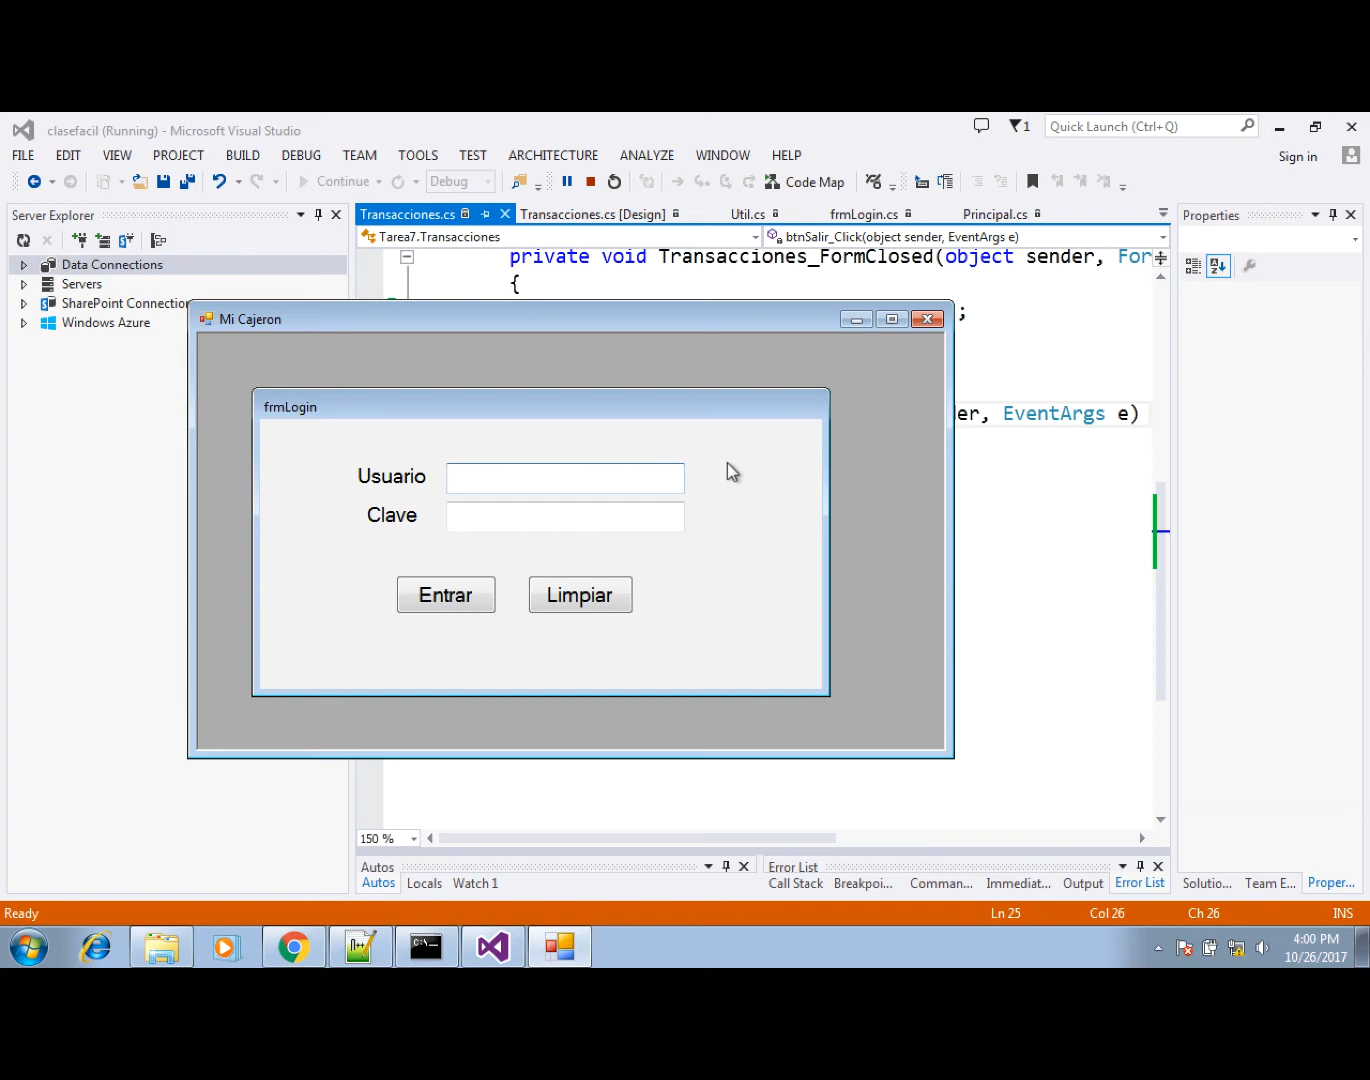 clasefacil (Running) - Microsoft Visual Studio
1
Quick Launch (Ctrl+Q)
FILE EDIT VIEW PROJECT BUILD DEBUG TEAM TOOLS TEST ARCHITECTURE ANALYZE WINDOW HELP
Sign in
Continue Debug Code Map
Server Explorer
Transacciones.cs Transacciones.cs [Design] Util.cs frmLogin.cs Principal.cs
Properties
Tarea7.Transacciones
btnSalir_Click(object sender, EventArgs e)
Data Connections
Servers
SharePoint Connection
Windows Azure
private void Transacciones_FormClosed(object sender, For
{
;
er, EventArgs e)
Mi Cajeron
frmLogin
Usuario
Clave
Entrar Limpiar
150 %
Autos
Error List
Autos Locals Watch 1
Call Stack Breakpoi... Comman... Immediat... Output Error List
Solutio... Team E... Proper...
Ready
Ln 25 Col 26 Ch 26 INS
4:00 PM
10/26/2017